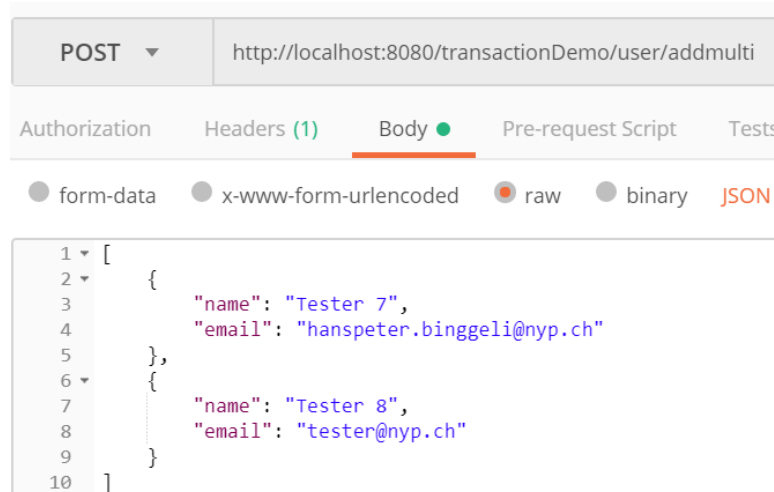 POST http://localhost:8080/transactionDemo/user/addmulti
Authorization Headers (1) Body Pre-request Script Tests
form-data x-www-form-urlencoded raw binary JSON
1 [
2 {
3 "name": "Tester 7",
4 "email": "hanspeter.binggeli@nyp.ch"
5 },
6 {
7 "name": "Tester 8",
8 "email": "tester@nyp.ch"
9 }
10 ]